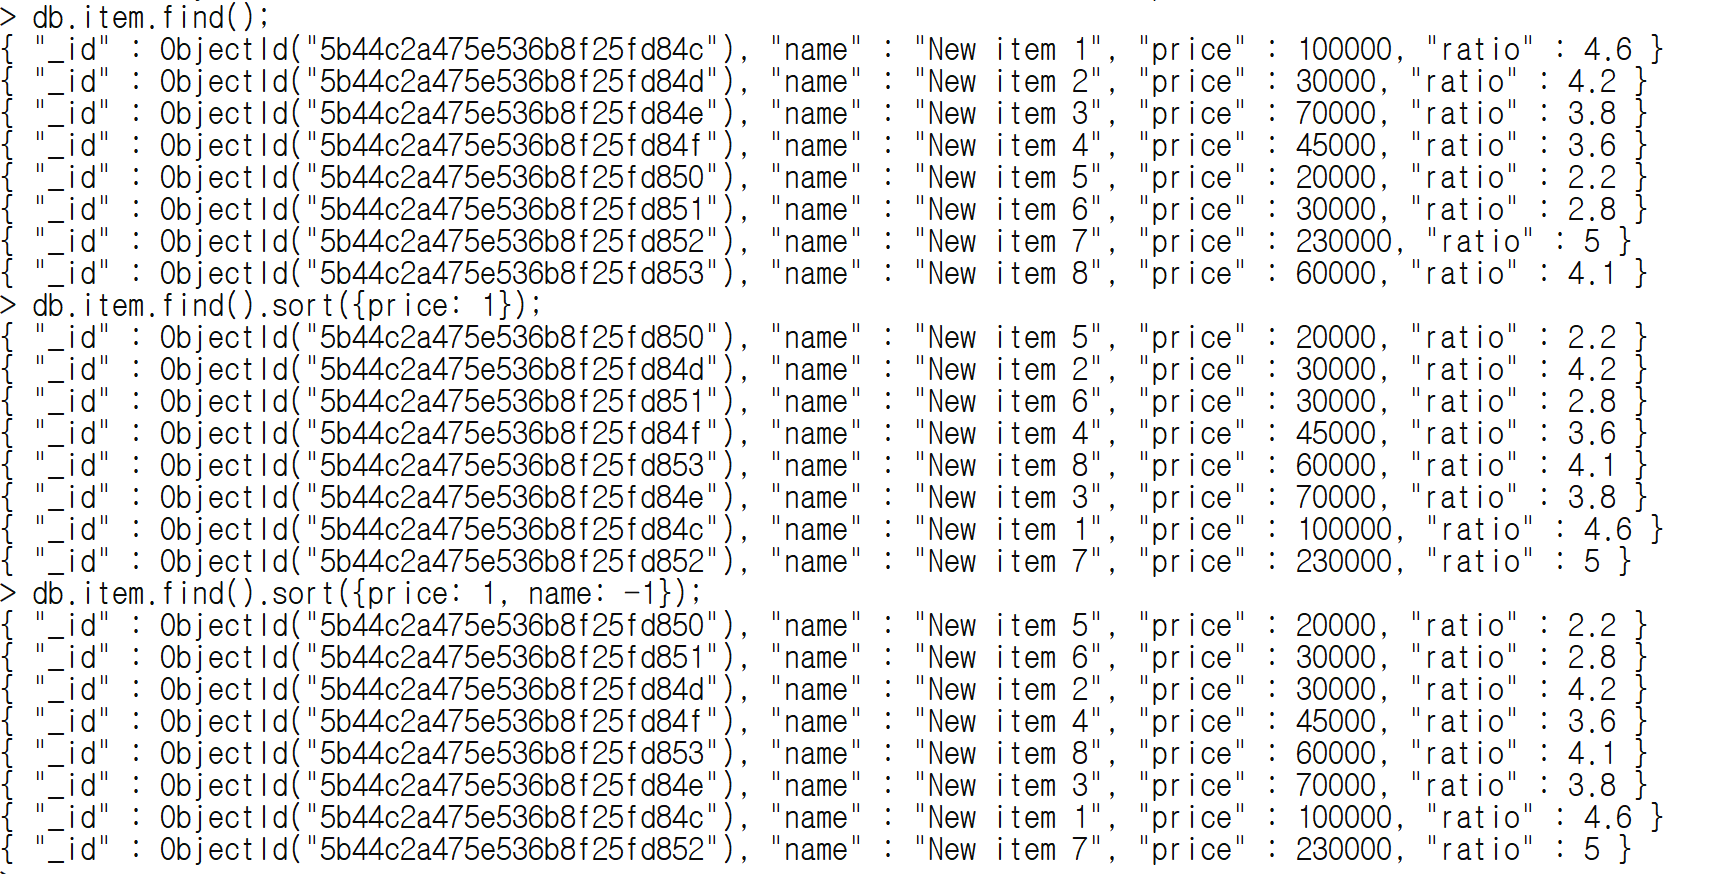 > db.item.find();
{ "_id" : ObjectId("5b44c2a475e536b8f25fd84c"), "name" : "New item 1", "price" : 100000, "ratio" : 4.6 }
{ "_id" : ObjectId("5b44c2a475e536b8f25fd84d"), "name" : "New item 2", "price" : 30000, "ratio" : 4.2 }
{ "_id" : ObjectId("5b44c2a475e536b8f25fd84e"), "name" : "New item 3", "price" : 70000, "ratio" : 3.8 }
{ "_id" : ObjectId("5b44c2a475e536b8f25fd84f"), "name" : "New item 4", "price" : 45000, "ratio" : 3.6 }
{ "_id" : ObjectId("5b44c2a475e536b8f25fd850"), "name" : "New item 5", "price" : 20000, "ratio" : 2.2 }
{ "_id" : ObjectId("5b44c2a475e536b8f25fd851"), "name" : "New item 6", "price" : 30000, "ratio" : 2.8 }
{ "_id" : ObjectId("5b44c2a475e536b8f25fd852"), "name" : "New item 7", "price" : 230000, "ratio" : 5 }
{ "_id" : ObjectId("5b44c2a475e536b8f25fd853"), "name" : "New item 8", "price" : 60000, "ratio" : 4.1 }
> db.item.find().sort({price: 1});
{ "_id" : ObjectId("5b44c2a475e536b8f25fd850"), "name" : "New item 5", "price" : 20000, "ratio" : 2.2 }
{ "_id" : ObjectId("5b44c2a475e536b8f25fd84d"), "name" : "New item 2", "price" : 30000, "ratio" : 4.2 }
{ "_id" : ObjectId("5b44c2a475e536b8f25fd851"), "name" : "New item 6", "price" : 30000, "ratio" : 2.8 }
{ "_id" : ObjectId("5b44c2a475e536b8f25fd84f"), "name" : "New item 4", "price" : 45000, "ratio" : 3.6 }
{ "_id" : ObjectId("5b44c2a475e536b8f25fd853"), "name" : "New item 8", "price" : 60000, "ratio" : 4.1 }
{ "_id" : ObjectId("5b44c2a475e536b8f25fd84e"), "name" : "New item 3", "price" : 70000, "ratio" : 3.8 }
{ "_id" : ObjectId("5b44c2a475e536b8f25fd84c"), "name" : "New item 1", "price" : 100000, "ratio" : 4.6 }
{ "_id" : ObjectId("5b44c2a475e536b8f25fd852"), "name" : "New item 7", "price" : 230000, "ratio" : 5 }
> db.item.find().sort({price: 1, name: -1});
{ "_id" : ObjectId("5b44c2a475e536b8f25fd850"), "name" : "New item 5", "price" : 20000, "ratio" : 2.2 }
{ "_id" : ObjectId("5b44c2a475e536b8f25fd851"), "name" : "New item 6", "price" : 30000, "ratio" : 2.8 }
{ "_id" : ObjectId("5b44c2a475e536b8f25fd84d"), "name" : "New item 2", "price" : 30000, "ratio" : 4.2 }
{ "_id" : ObjectId("5b44c2a475e536b8f25fd84f"), "name" : "New item 4", "price" : 45000, "ratio" : 3.6 }
{ "_id" : ObjectId("5b44c2a475e536b8f25fd853"), "name" : "New item 8", "price" : 60000, "ratio" : 4.1 }
{ "_id" : ObjectId("5b44c2a475e536b8f25fd84e"), "name" : "New item 3", "price" : 70000, "ratio" : 3.8 }
{ "_id" : ObjectId("5b44c2a475e536b8f25fd84c"), "name" : "New item 1", "price" : 100000, "ratio" : 4.6 }
{ "_id" : ObjectId("5b44c2a475e536b8f25fd852"), "name" : "New item 7", "price" : 230000, "ratio" : 5 }